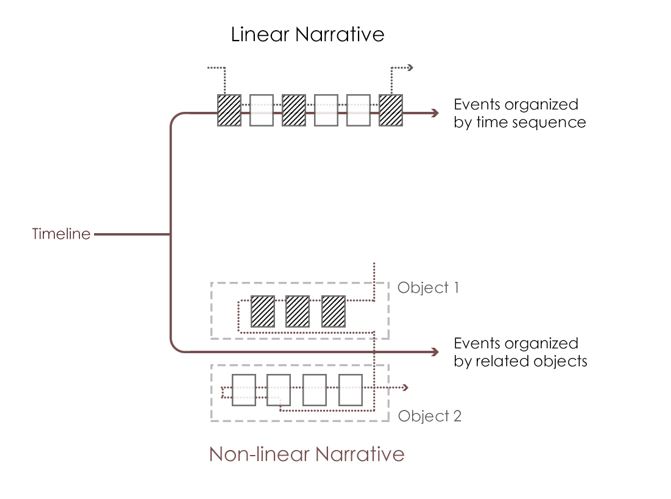 Linear Narrative
Events organized
by time sequence
Timeline
Object 1
Events organized
by related objects
Object 2
Non-linear Narrative